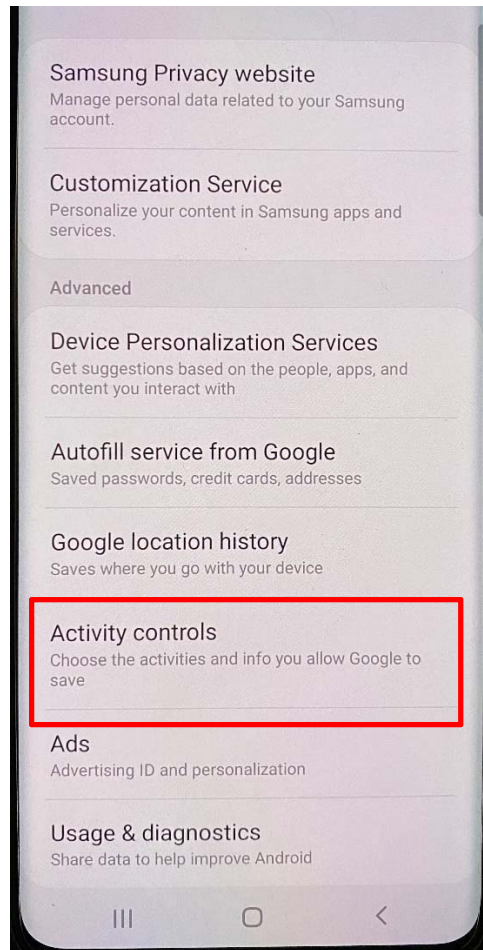 Samsung Privacy website
Manage personal data related to your Samsung
account.
Customization Service
Personalize your content in Samsung apps and
services.
Advanced
Device Personalization Services
Get suggestions based on the people, apps, and
content you interact with
Autofill service from Google
Saved passwords, credit cards, addresses
Google location history
Saves where you go with your device
Activity controls
Choose the activities and info you allow Google to
save
Ads
Advertising ID and personalization
Usage & diagnostics
Share data to help improve Android